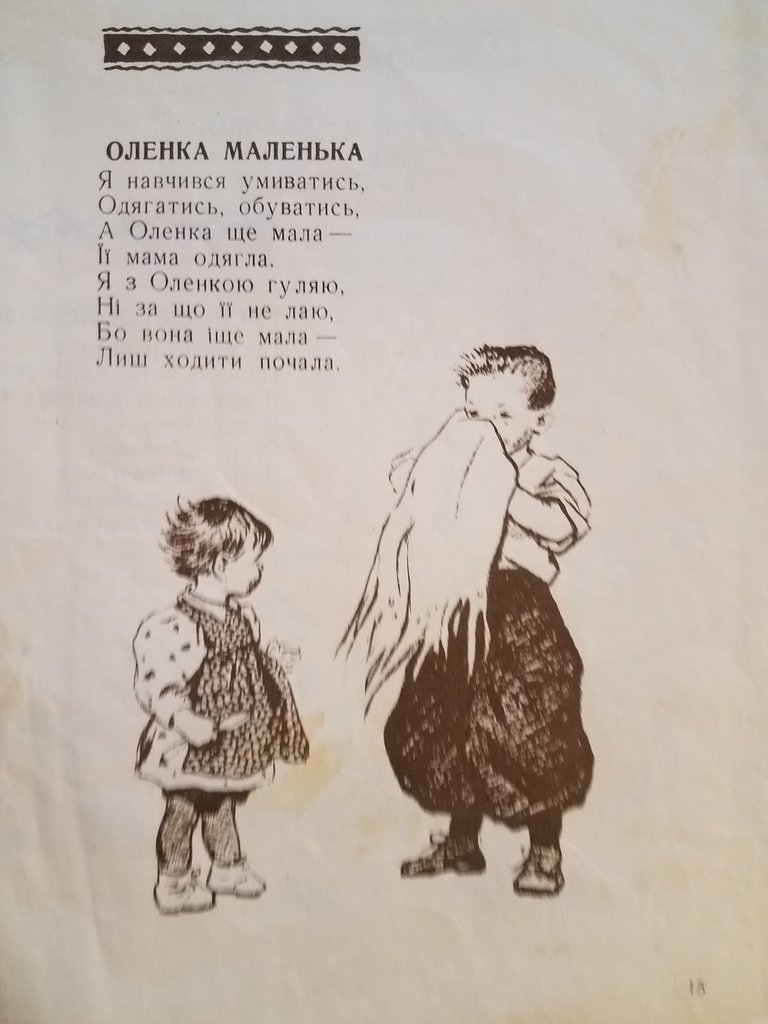 ОЛЕНКА МАЛЕНЬКА
Я навчився умиватись,
Одягатись, обуватись,
А Оленка ще мала —
Її мама одягла.
Я з Оленкою гуляю,
Ні за що її не лаю,
Бо вона іще мала —
Лиш ходити почала.
18